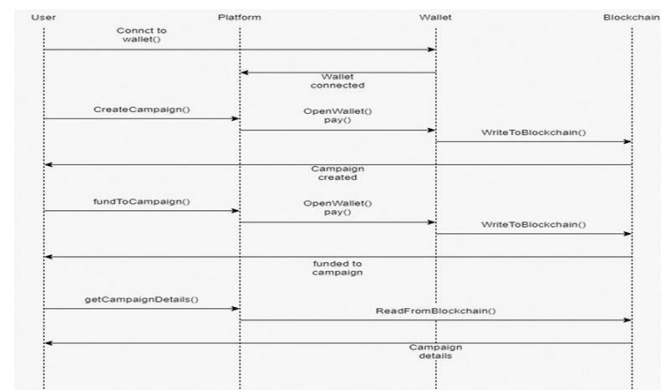 User Platform Wallet Blockchain
Connct to
wallet()
Wallet
connected
CreateCampaign()
OpenWallet()
pay()
WriteToBlockchain()
Campaign
created
fundToCampaign()
OpenWallet()
pay()
WriteToBlockchain()
funded to
campaign
getCampaignDetails()
ReadFromBlockchain()
Campaign
details